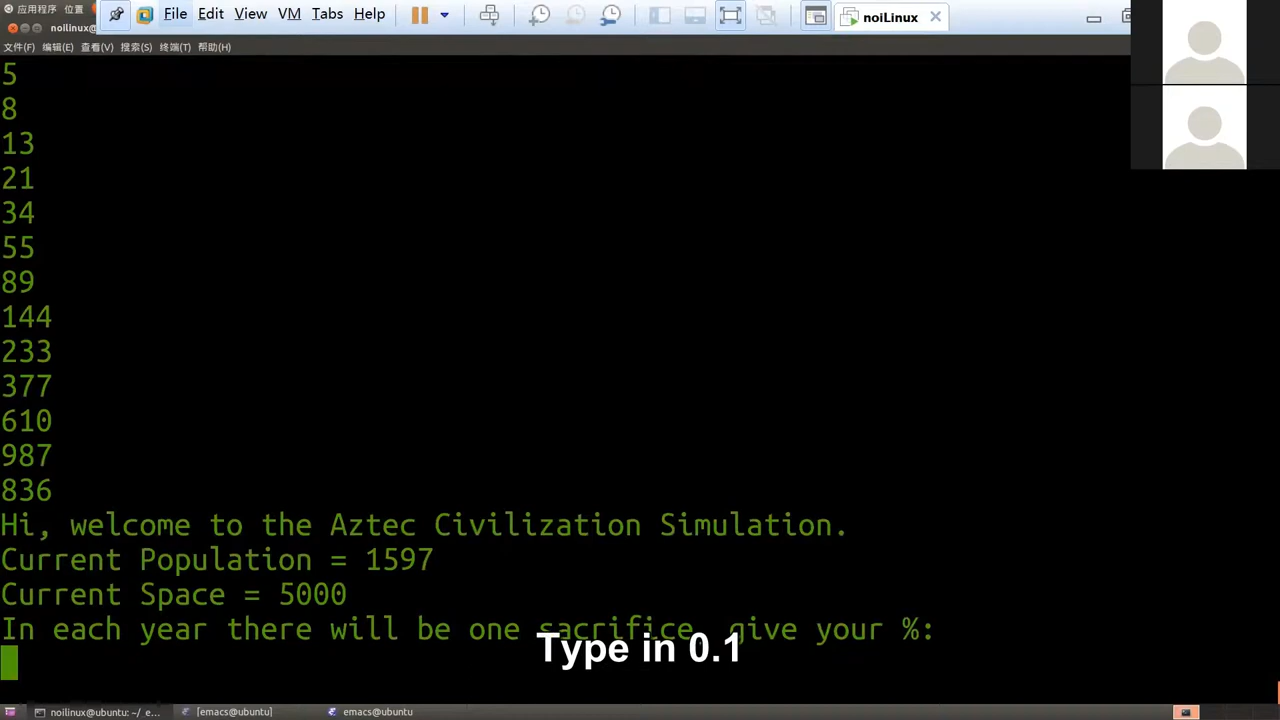 应用程序 位置
File Edit View VM Tabs Help
noiLinux
noilinux@
文件(F) 编辑(E) 查看(V) 搜索(S) 终端(T) 帮助(H)
5
8
13
21
34
55
89
144
233
377
610
987
836
Hi, welcome to the Aztec Civilization Simulation.
Current Population = 1597
Current Space = 5000
In each year there will be one sacrifice, give your %:
Type in 0.1
noilinux@ubuntu: ~/ e...
[emacs@ubuntu]
emacs@ubuntu